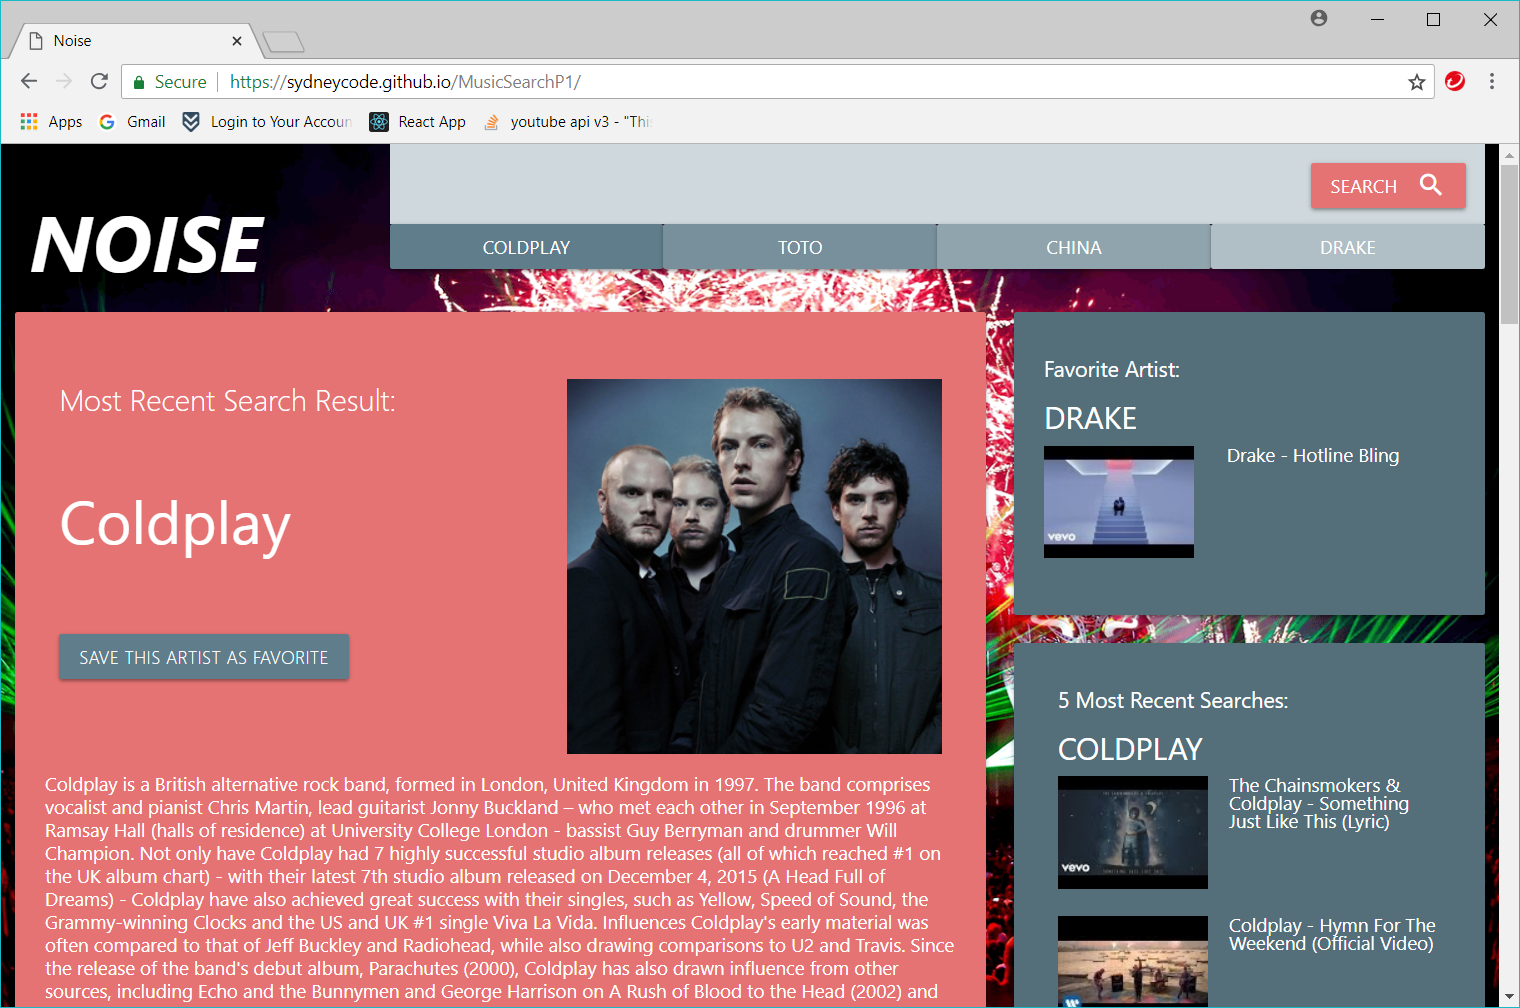 Noise
Secure
https://sydneycode.github.io/MusicSearchP1/
Apps
Gmail
Login to Your Accoun
React App
youtube api v3 - "This
NOISE
SEARCH
COLDPLAY
TOTO
CHINA
DRAKE
Most Recent Search Result:
Coldplay
SAVE THIS ARTIST AS FAVORITE
Coldplay is a British alternative rock band, formed in London, United Kingdom in 1997. The band comprises
vocalist and pianist Chris Martin, lead guitarist Jonny Buckland – who met each other in September 1996 at
Ramsay Hall (halls of residence) at University College London - bassist Guy Berryman and drummer Will
Champion. Not only have Coldplay had 7 highly successful studio album releases (all of which reached #1 on
the UK album chart) - with their latest 7th studio album released on December 4, 2015 (A Head Full of
Dreams) - Coldplay have also achieved great success with their singles, such as Yellow, Speed of Sound, the
Grammy-winning Clocks and the US and UK #1 single Viva La Vida. Influences Coldplay's early material was
often compared to that of Jeff Buckley and Radiohead, while also drawing comparisons to U2 and Travis. Since
the release of the band's debut album, Parachutes (2000), Coldplay has also drawn influence from other
sources, including Echo and the Bunnymen and George Harrison on A Rush of Blood to the Head (2002) and
Favorite Artist:
DRAKE
vevo
Drake - Hotline Bling
5 Most Recent Searches:
COLDPLAY
THE CHAINSMOKERS & COLDPLAY
vevo
SOMETHING JUST LIKE THIS
The Chainsmokers &
Coldplay - Something
Just Like This (Lyric)
Coldplay - Hymn For The
Weekend (Official Video)